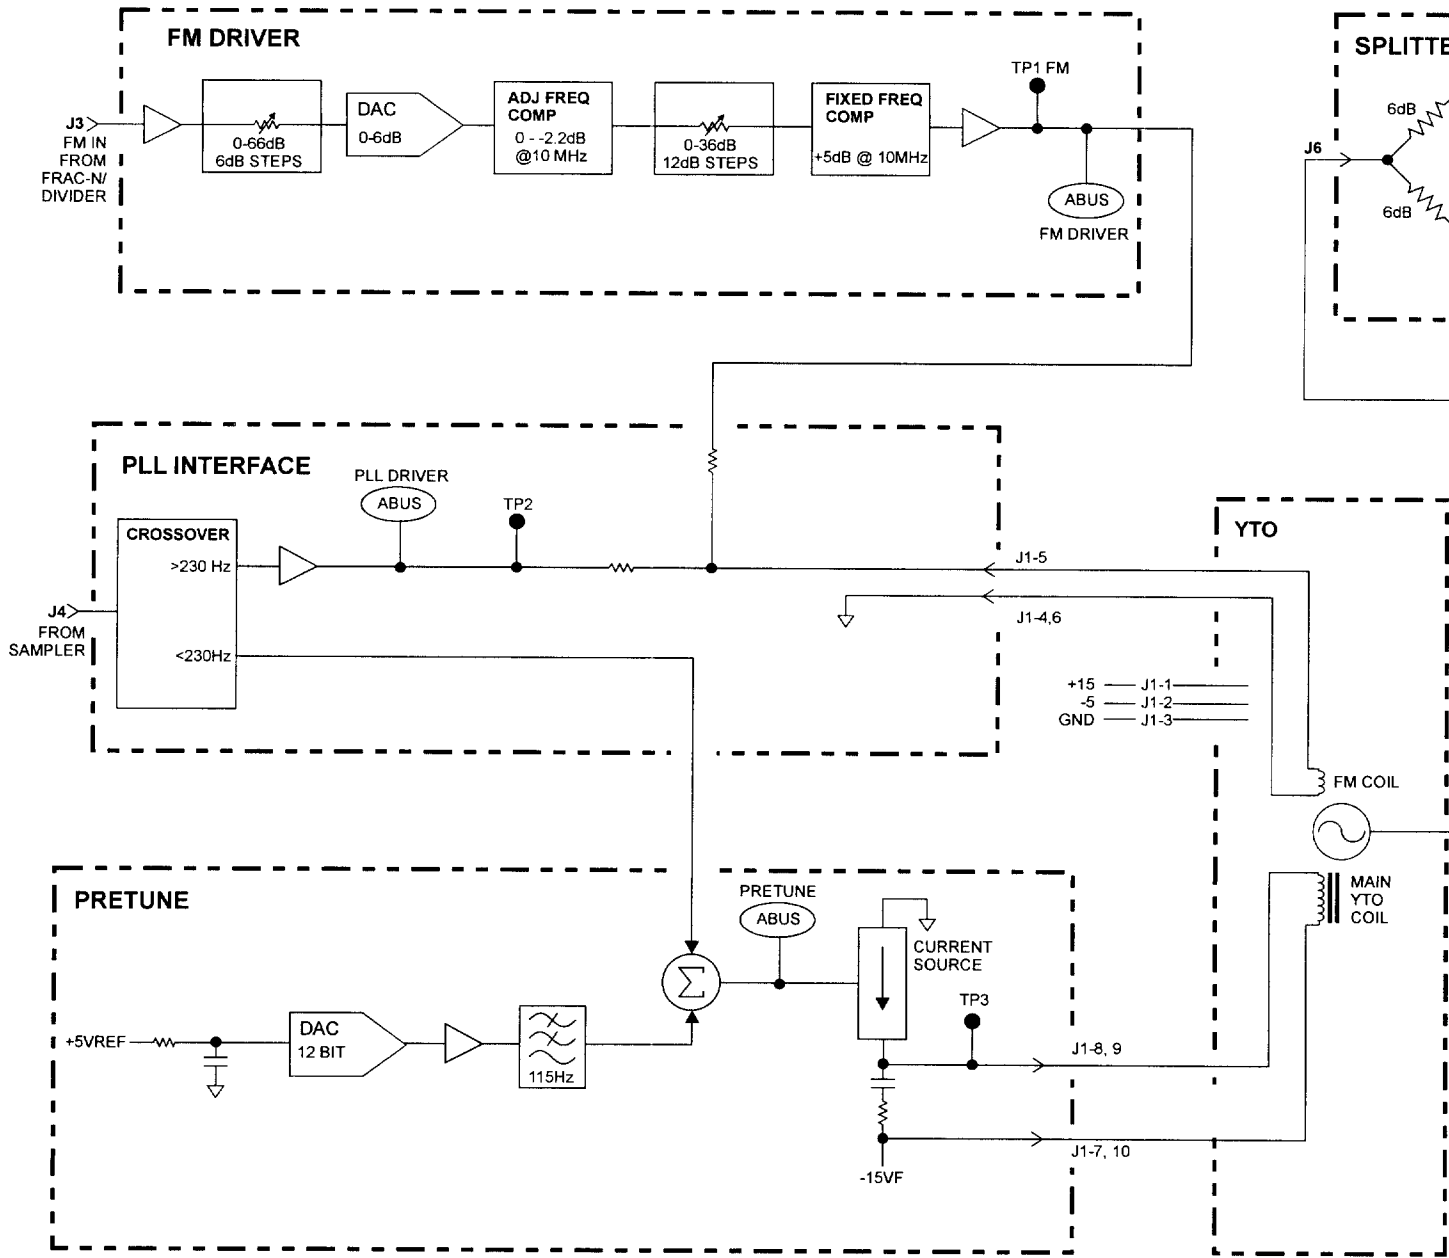 FM DRIVER
J3
FM IN
FROM
FRAC-N/
DIVIDER
0-66dB
6dB STEPS
DAC
0-6dB
ADJ FREQ
COMP
0 - -2.2dB
@10 MHz
0-36dB
12dB STEPS
FIXED FREQ
COMP
+5dB @ 10MHz
TP1 FM
ABUS
FM DRIVER
SPLITTE
J6
6dB
6dB
PLL INTERFACE
CROSSOVER
>230 Hz
<230Hz
J4
FROM
SAMPLER
PLL DRIVER
ABUS
TP2
J1-5
J1-4,6
+15 J1-1
-5 J1-2
GND J1-3
YTO
FM COIL
MAIN
YTO
COIL
PRETUNE
+5VREF
DAC
12 BIT
115Hz
Σ
PRETUNE
ABUS
CURRENT
SOURCE
TP3
J1-8, 9
J1-7, 10
-15VF